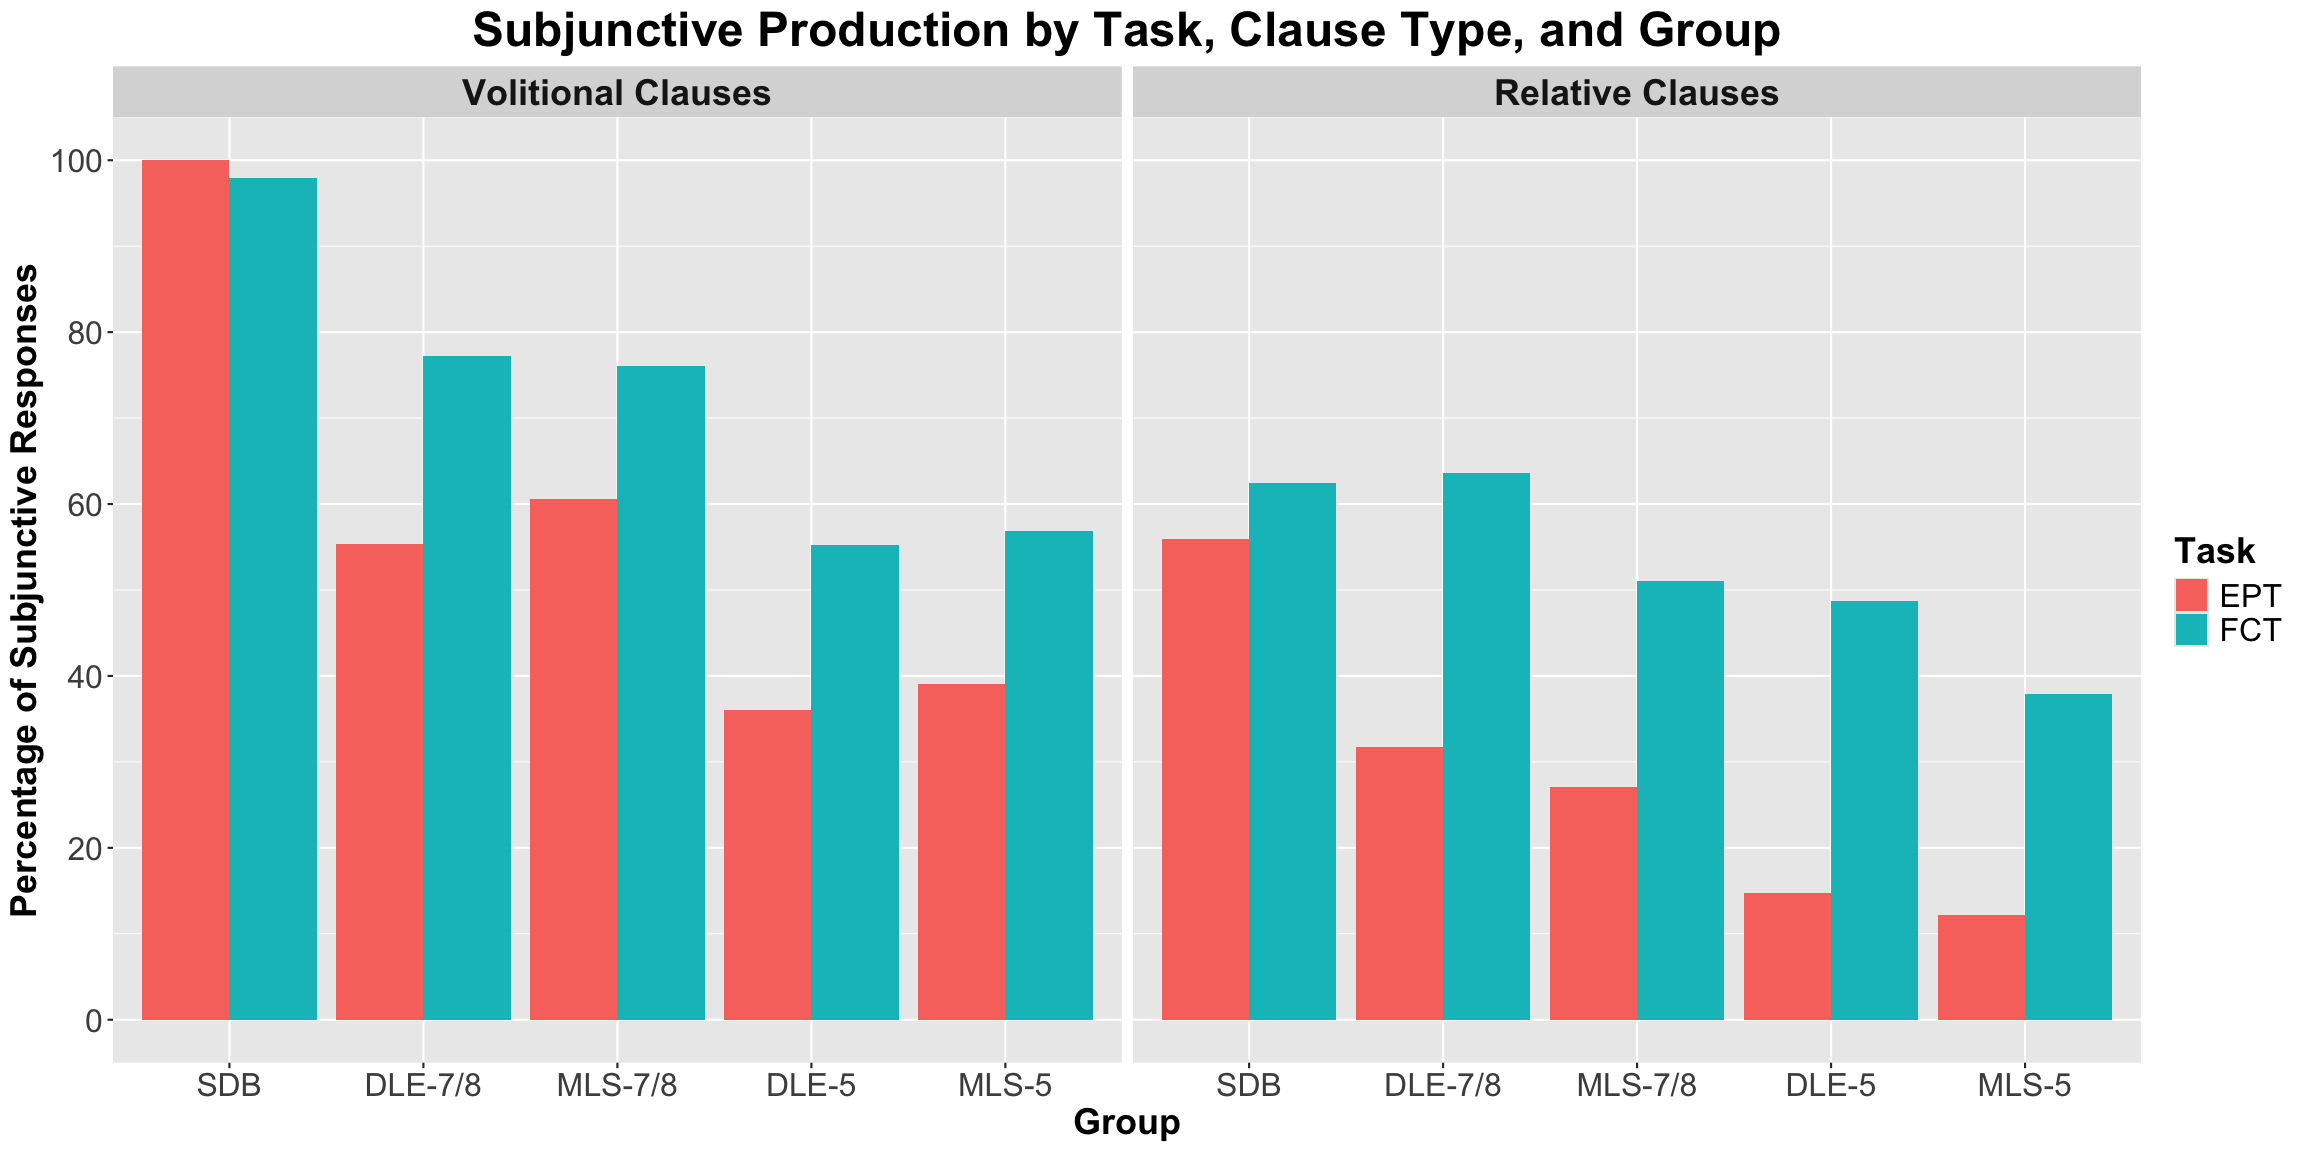 Subjunctive Production by Task, Clause Type, and Group
Volitional Clauses
Relative Clauses
Percentage of Subjunctive Responses
100
80
60
40
20
0
SDB
DLE-7/8
MLS-7/8
DLE-5
MLS-5
SDB
DLE-7/8
MLS-7/8
DLE-5
MLS-5
Group
Task
EPT
FCT